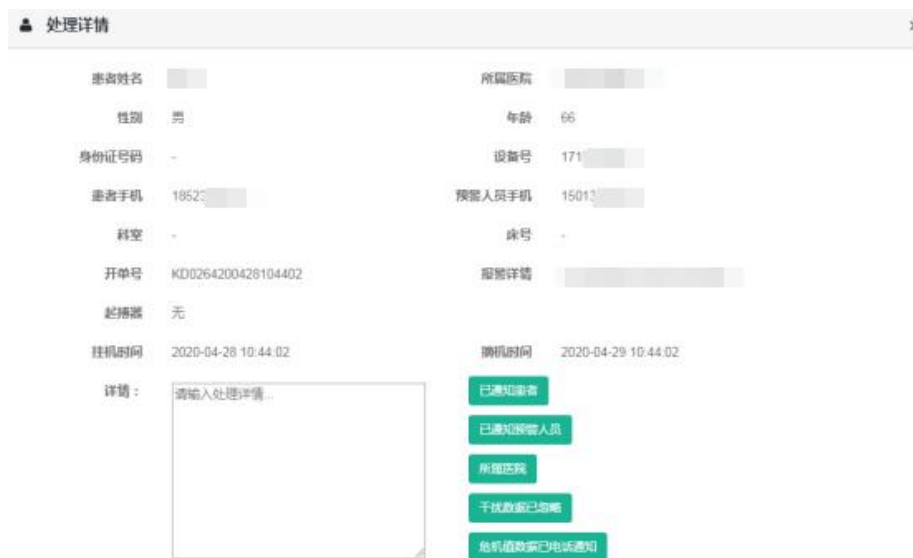 处理详情
患者姓名 所属医院
性别 男 年龄 66
身份证号码 - 设备号 171
患者手机 18523 预警人员手机 15013
科室 - 床号 -
开单号 KD0264200428104402 报警详情
起搏器 无
挂机时间 2020-04-28 10:44:02 摘机时间 2020-04-29 10:44:02
详情： 请输入处理详情... 已通知患者
已通知预警人员
所属医院
干扰数据已忽略
危机值数据已电话通知